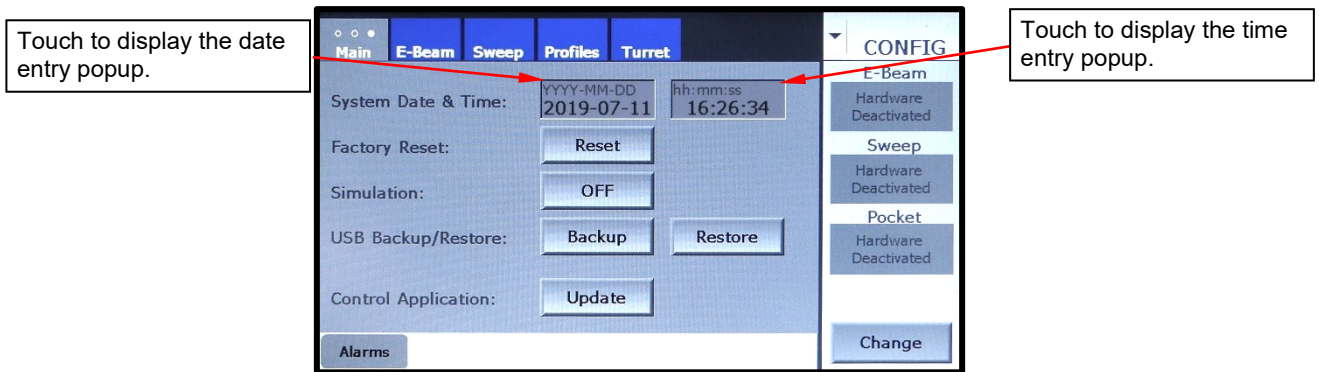 Touch to display the date
entry popup.
Touch to display the time
entry popup.
Main E-Beam Sweep Profiles Turret
CONFIG
System Date & Time:
YYYY-MM-DD
2019-07-11
hh:mm:ss
16:26:34
Factory Reset:
Reset
Simulation:
OFF
USB Backup/Restore:
Backup
Restore
Control Application:
Update
Alarms
E-Beam
Hardware
Deactivated
Sweep
Hardware
Deactivated
Pocket
Hardware
Deactivated
Change